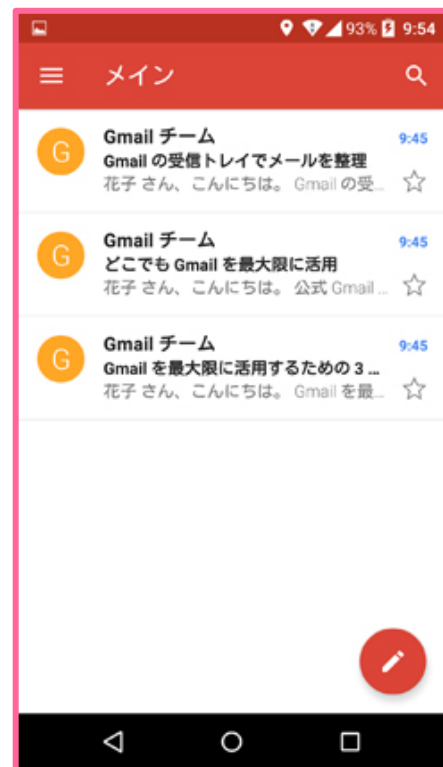 93% 9:54
メイン
G
Gmail チーム 9:45
Gmail の受信トレイでメールを整理
花子 さん、こんにちは。 Gmail の受...
G
Gmail チーム 9:45
どこでも Gmail を最大限に活用
花子 さん、こんにちは。 公式 Gmail ...
G
Gmail チーム 9:45
Gmail を最大限に活用するための 3 ...
花子 さん、こんにちは。 Gmail を最...